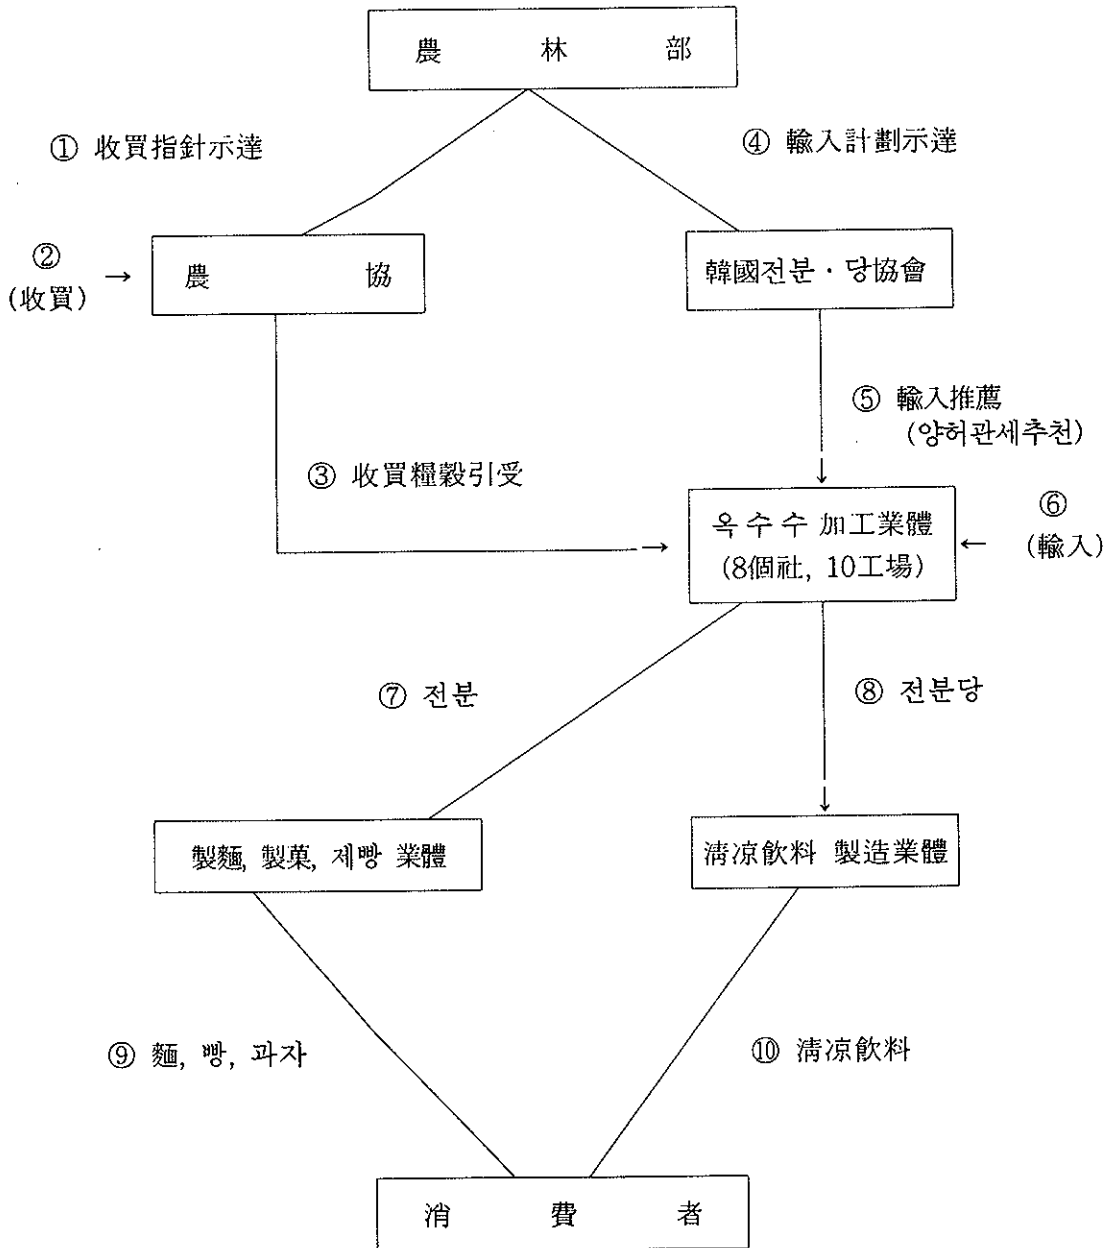 農 林 部
① 收買指針示達
④ 輸入計劃示達
②
(收買)
→
農 協
韓國전분·당協會
⑤ 輸入推薦
(양허관세추천)
③ 收買糧穀引受
옥수수 加工業體
(8個社, 10工場)
⑥
(輸入)
⑦ 전분
⑧ 전분당
製麵, 製菓, 제빵 業體
淸凉飮料 製造業體
⑨ 麵, 빵, 과자
⑩ 淸凉飮料
消 費 者